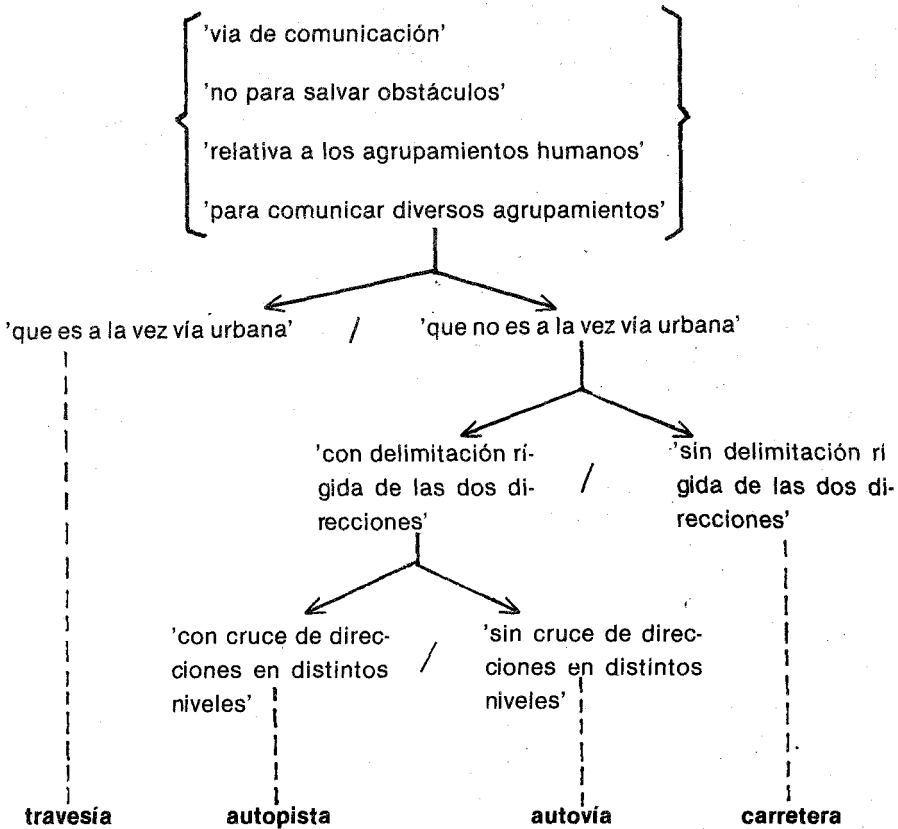 'via de comunicación'
'no para salvar obstáculos'
'relativa a los agrupamientos humanos'
'para comunicar diversos agrupamientos'
'que es a la vez vía urbana' / 'que no es a la vez vía urbana'
'con delimitación rí-
gida de las dos di-
recciones'
/
'sin delimitación rí
gida de las dos di-
recciones'
'con cruce de direc-
ciones en distintos
niveles'
/
'sin cruce de direc-
ciones en distintos
niveles'
travesía autopista autovía carretera